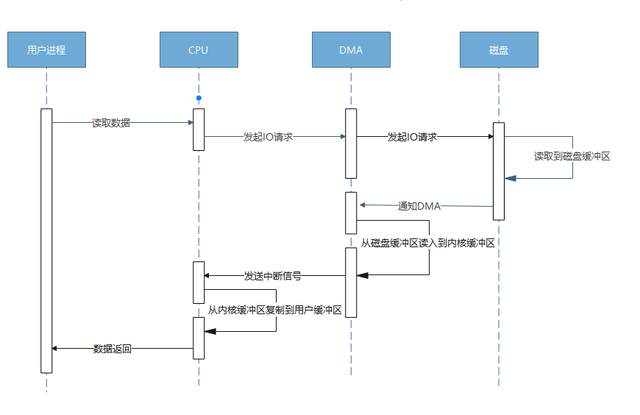 用户进程
CPU
DMA
磁盘
读取数据
发起IO请求
发起IO请求
读取到磁盘缓冲区
通知DMA
从磁盘缓冲区读入到内核缓冲区
发送中断信号
从内核缓冲区复制到用户缓冲区
数据返回